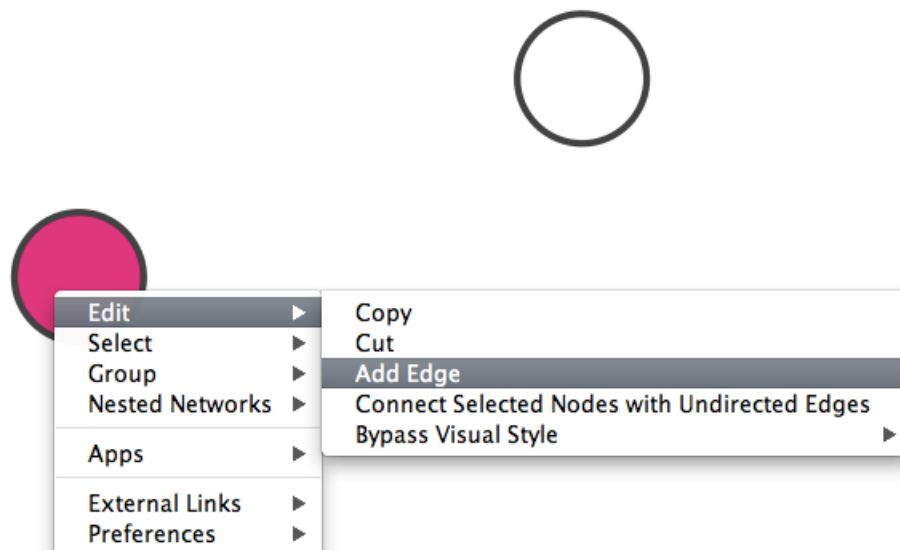 Edit
Select
Group
Nested Networks
Apps
External Links
Preferences
Copy
Cut
Add Edge
Connect Selected Nodes with Undirected Edges
Bypass Visual Style